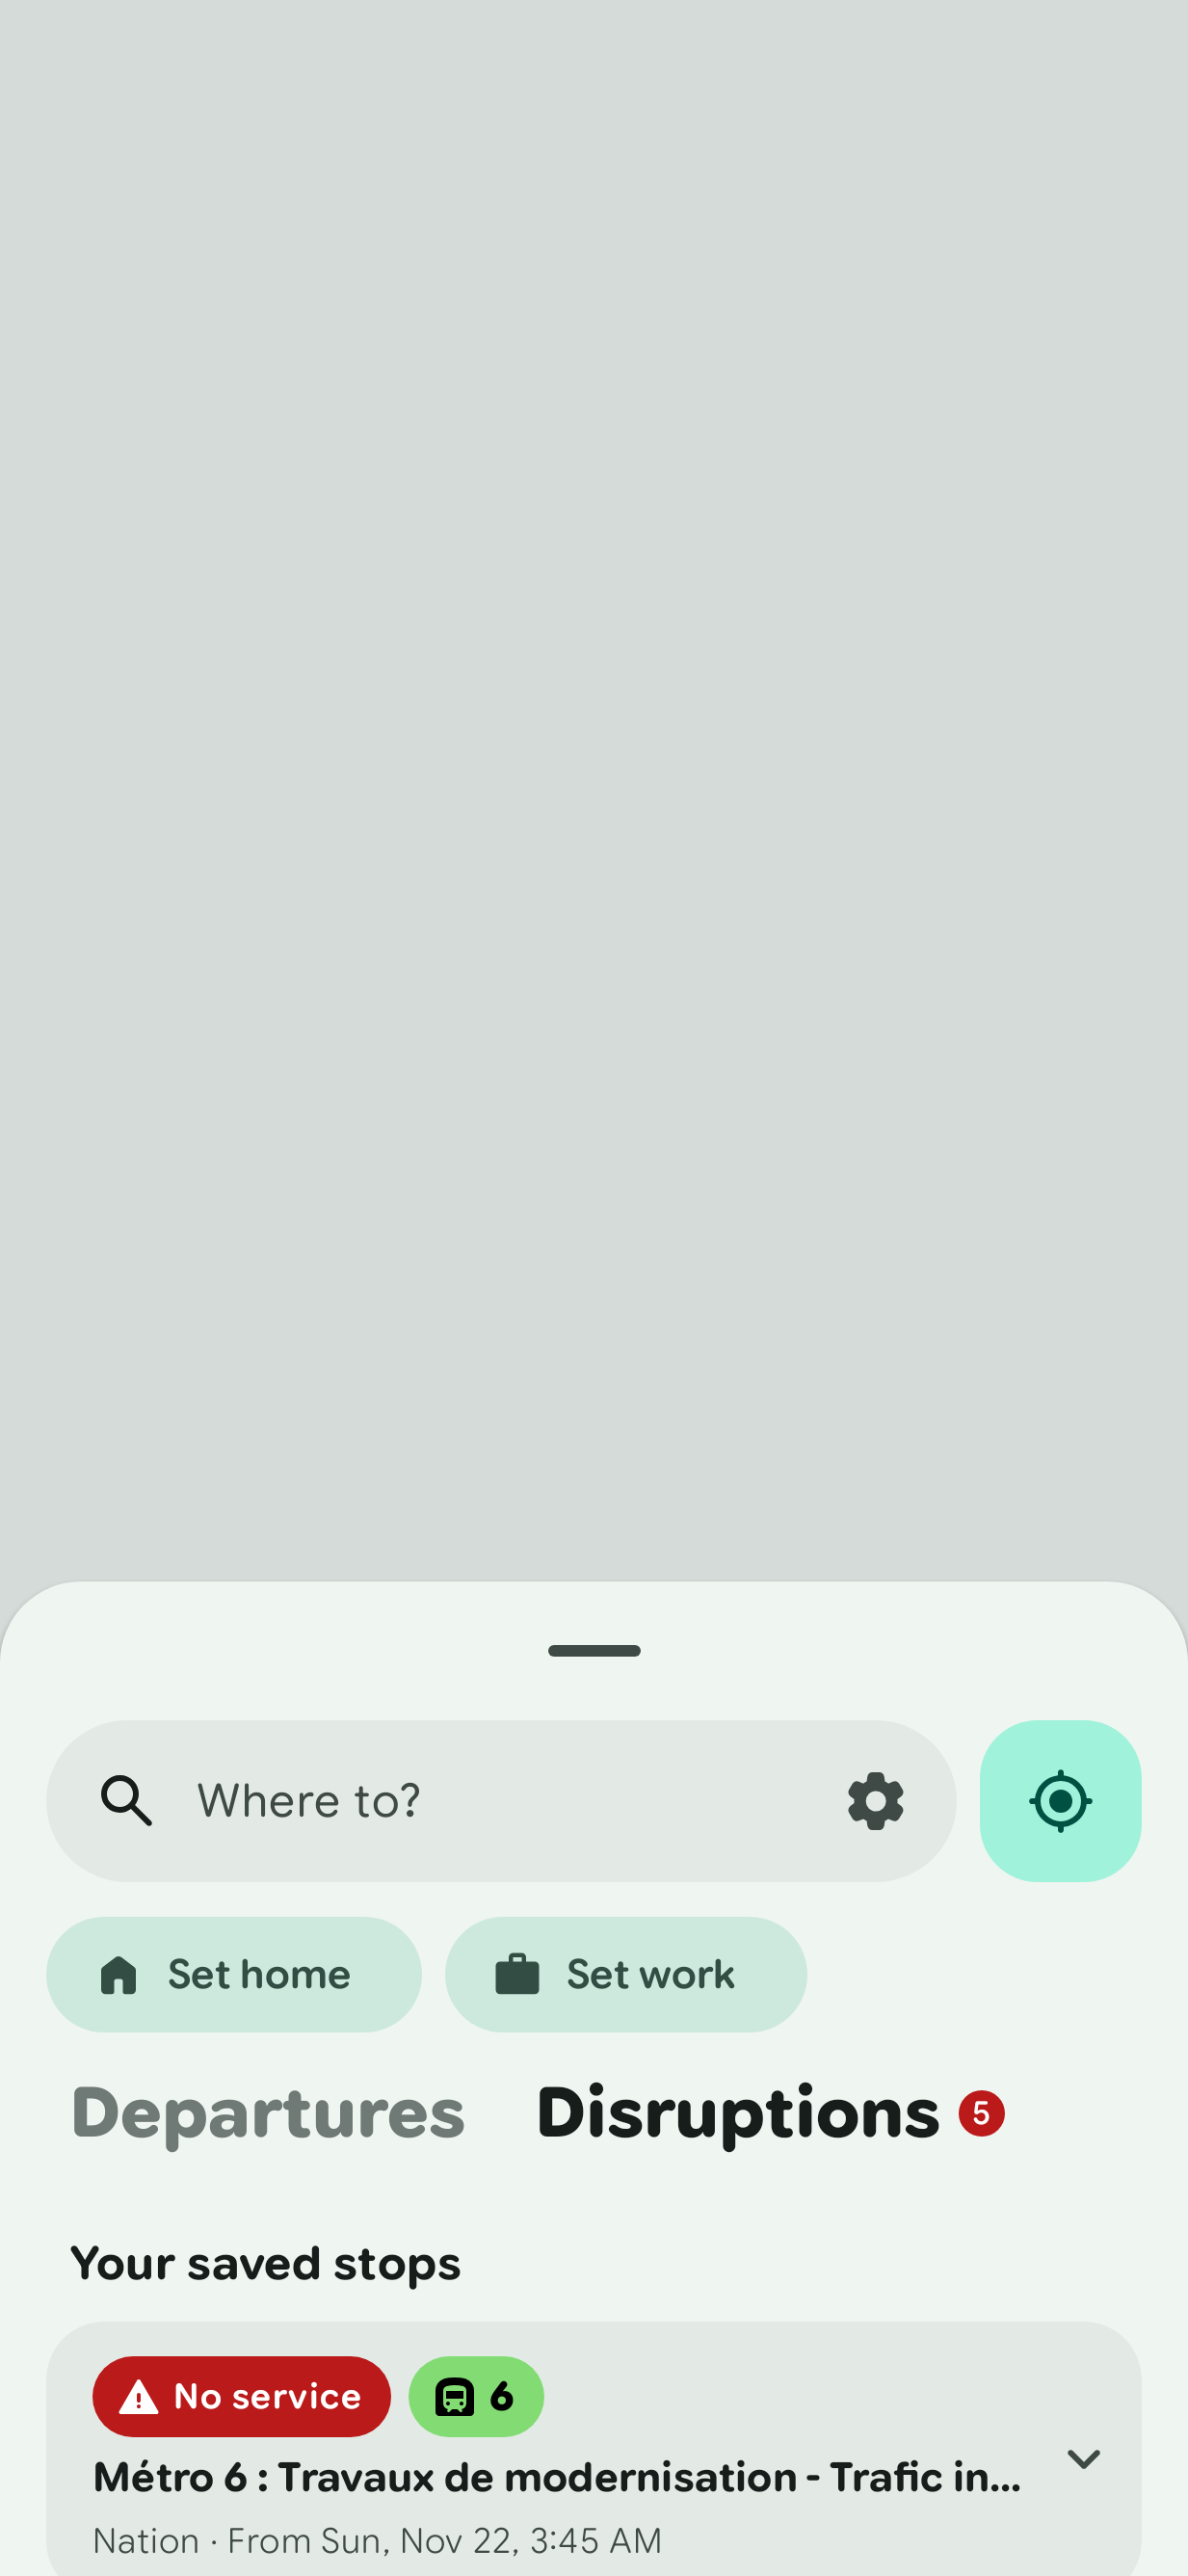 Where to?
Set home
Set work
Departures
Disruptions 5
Your saved stops
No service
6
Métro 6 : Travaux de modernisation - Trafic in...
Nation · From Sun, Nov 22, 3:45 AM